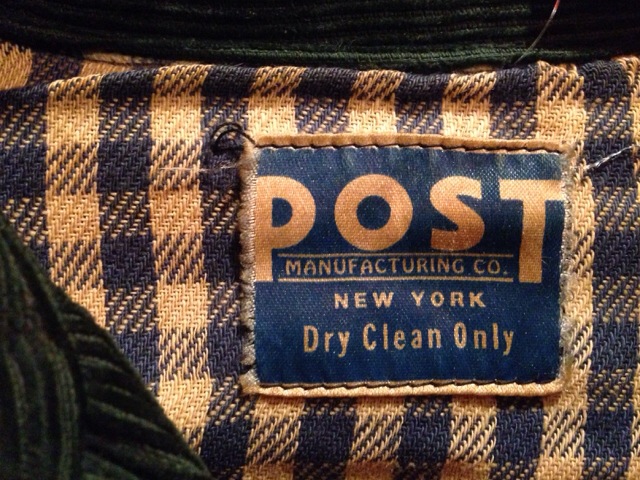 POST
MANUFACTURING CO.
NEW YORK
Dry Clean Only